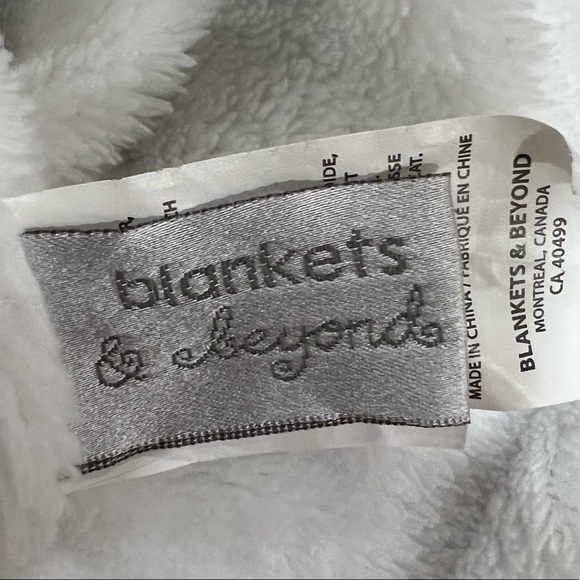 blankets
& beyond
MADE IN CHINA / FABRIQUÉ EN CHINE
BLANKETS & BEYOND
MONTREAL, CANADA
CA 40499